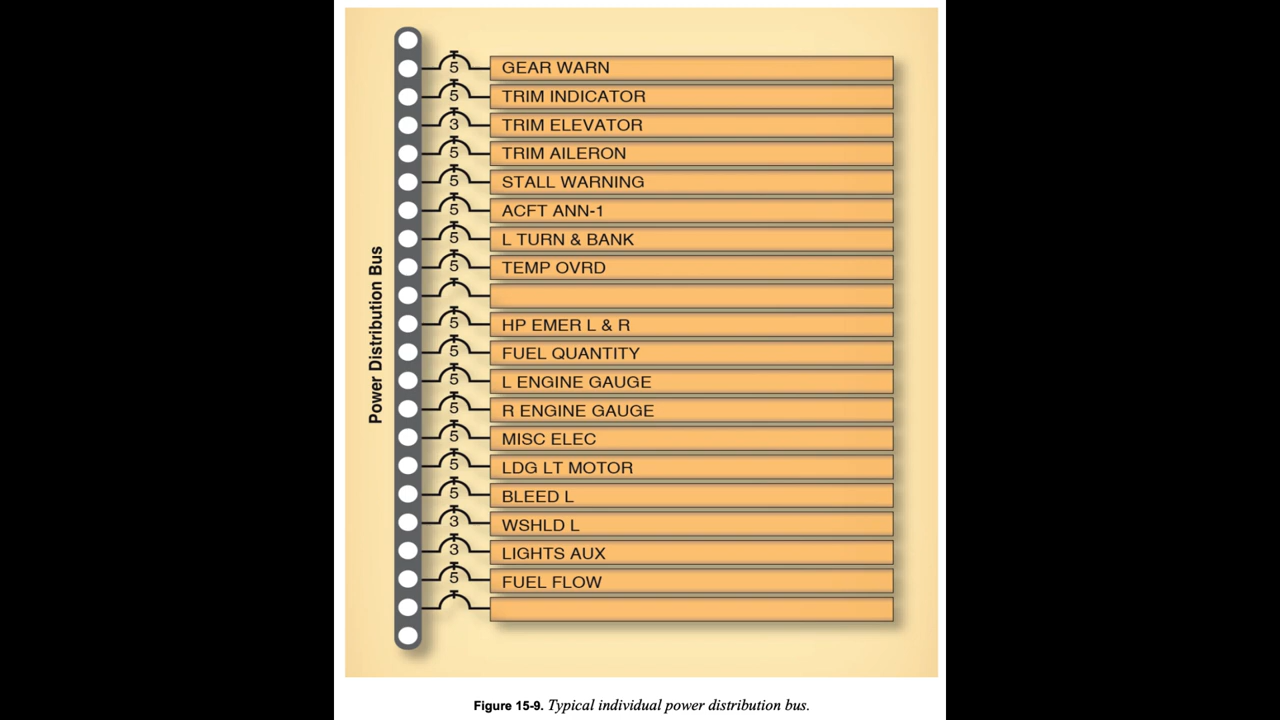 Power Distribution Bus
5 GEAR WARN
5 TRIM INDICATOR
3 TRIM ELEVATOR
5 TRIM AILERON
5 STALL WARNING
5 ACFT ANN-1
5 L TURN & BANK
5 TEMP OVRD
5 HP EMER L & R
5 FUEL QUANTITY
5 L ENGINE GAUGE
5 R ENGINE GAUGE
5 MISC ELEC
5 LDG LT MOTOR
5 BLEED L
3 WSHLD L
3 LIGHTS AUX
5 FUEL FLOW
Figure 15-9. Typical individual power distribution bus.